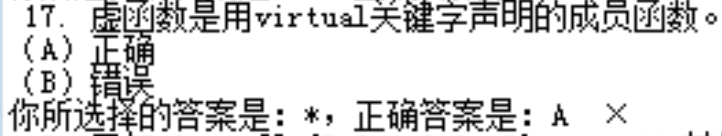 17. 虚函数是用virtual关键字声明的成员函数。
(A) 正确
(B) 错误
你所选择的答案是：*，正确答案是：A ×